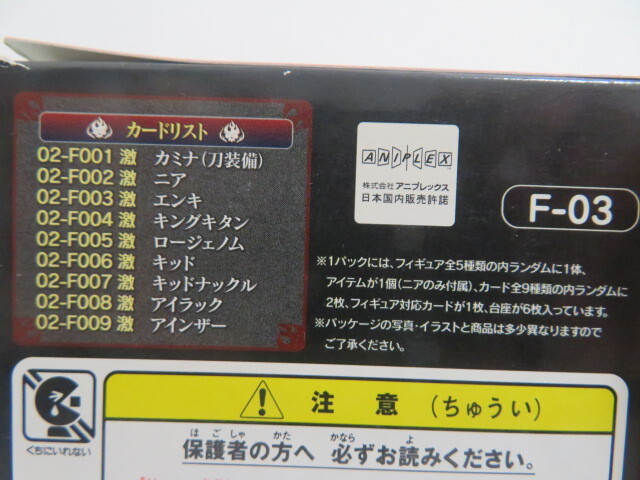 カードリスト
02-F001 激 カミナ(刀装備)
02-F002 激 ニア
02-F003 激 エンキ
02-F004 激 キングキタン
02-F005 激 ロージェノム
02-F006 激 キッド
02-F007 激 キッドナックル
02-F008 激 アイラック
02-F009 激 アインザー
ANIPLEX
株式会社 アニプレックス
日本国内販売許諾
F-03
※1パックには、フィギュア全5種類の内ランダムに1体、
アイテムが1個(ニアのみ付属)、カード全9種類の内ランダムに
2枚、フィギュア対応カードが1枚、台座が6枚入っています。
※パッケージの写真・イラストと商品は多少異なりますので
ご了承ください。
くちにいれない
注 意 (ちゅうい)
保護者の方へ 必ずお読みください。
ほごしゃ かた かなら よ